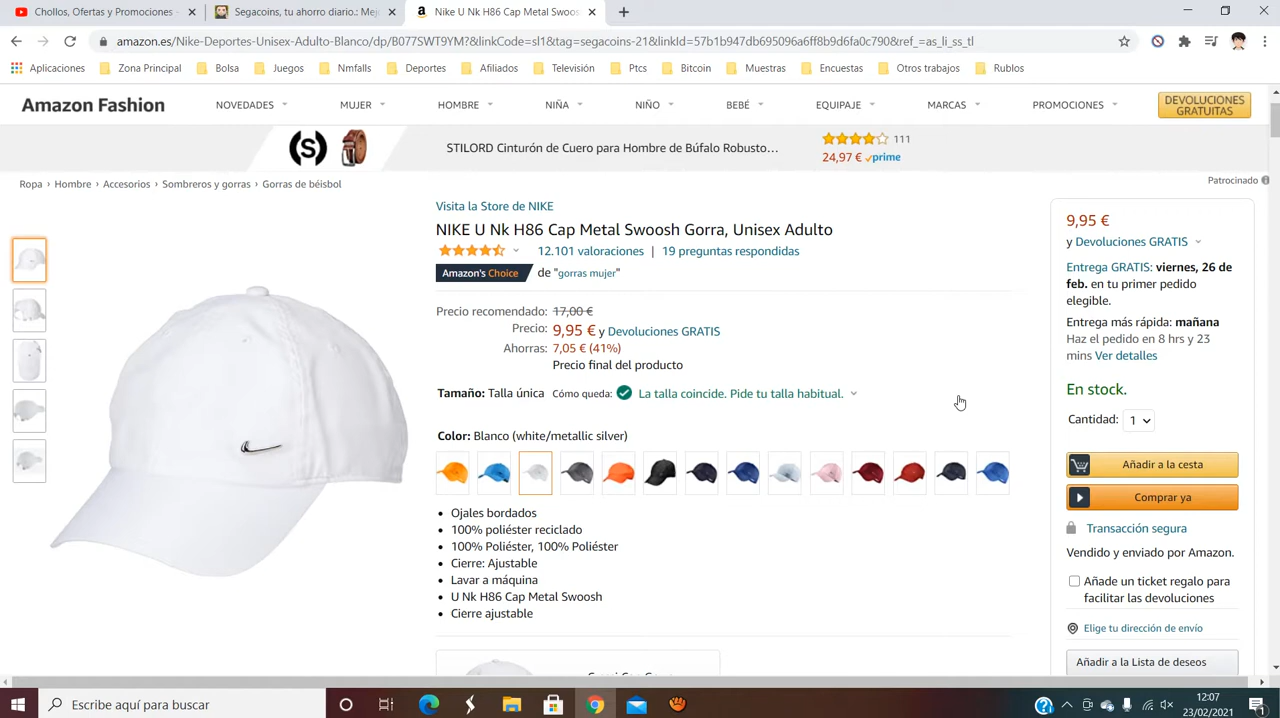 Chollos, Ofertas y Promociones -
Segacoins, tu ahorro diario.: Mej
Nike U Nk H86 Cap Metal Swoos
amazon.es/Nike-Deportes-Unisex-Adulto-Blanco/dp/B077SWT9YM?&linkCode=sl1&tag=segacoins-21&linkId=57b1b947db695096a6ff8b9d6fa0c790&ref_=as_li_ss_tl
Aplicaciones Zona Principal Bolsa Juegos Nmfalls Deportes Afiliados Televisión Ptcs Bitcoin Muestras Encuestas Otros trabajos Rublos
Amazon Fashion NOVEDADES MUJER HOMBRE NIÑA NIÑO BEBÉ EQUIPAJE MARCAS PROMOCIONES DEVOLUCIONES
GRATUITAS
STILORD Cinturón de Cuero para Hombre de Búfalo Robusto… 111
24,97 € prime
Patrocinado
Ropa › Hombre › Accesorios › Sombreros y gorras › Gorras de béisbol
Visita la Store de NIKE
NIKE U Nk H86 Cap Metal Swoosh Gorra, Unisex Adulto
12.101 valoraciones | 19 preguntas respondidas
Amazon's Choice de "gorras mujer"
Precio recomendado: 17,00 €
Precio: 9,95 € y Devoluciones GRATIS
Ahorras: 7,05 € (41%)
Precio final del producto
Tamaño: Talla única Cómo queda: La talla coincide. Pide tu talla habitual.
Color: Blanco (white/metallic silver)
• Ojales bordados
• 100% poliéster reciclado
• 100% Poliéster, 100% Poliéster
• Cierre: Ajustable
• Lavar a máquina
• U Nk H86 Cap Metal Swoosh
• Cierre ajustable
9,95 €
y Devoluciones GRATIS
Entrega GRATIS: viernes, 26 de
feb. en tu primer pedido
elegible.
Entrega más rápida: mañana
Haz el pedido en 8 hrs y 23
mins Ver detalles
En stock.
Cantidad: 1
Añadir a la cesta
Comprar ya
Transacción segura
Vendido y enviado por Amazon.
Añade un ticket regalo para
facilitar las devoluciones
Elige tu dirección de envío
Añadir a la Lista de deseos
Escribe aquí para buscar
12:07
23/02/2021
1